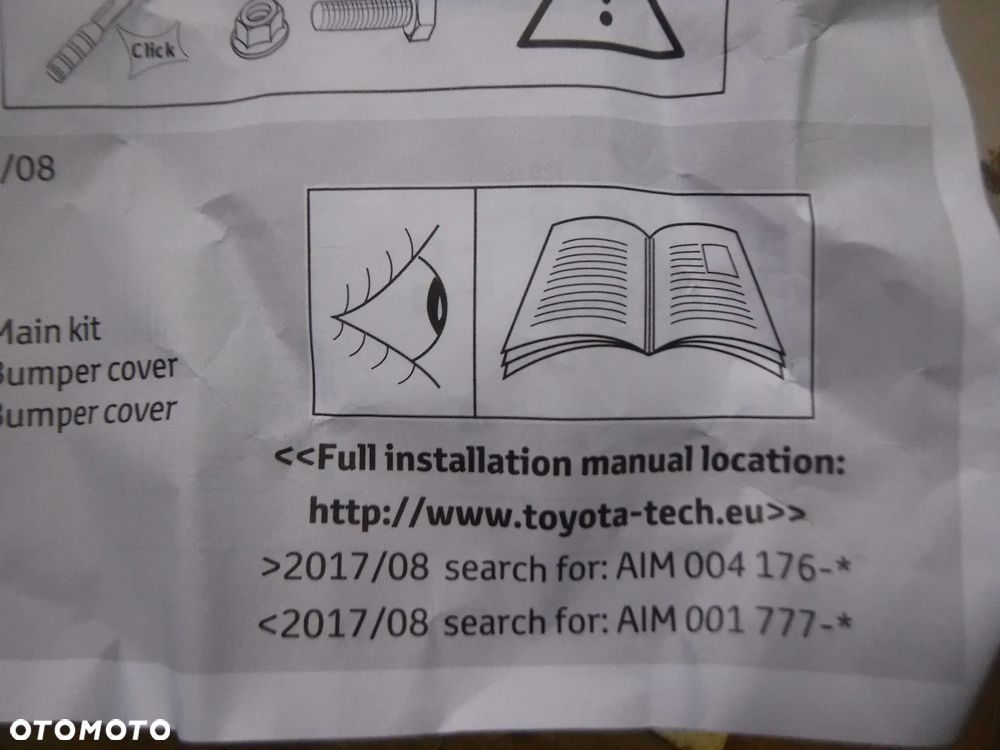 Click
/08
Main kit
Bumper cover
Bumper cover
<<Full installation manual location:
http://www.toyota-tech.eu>>
>2017/08 search for: AIM 004 176-*
<2017/08 search for: AIM 001 777-*
OTOMOTO